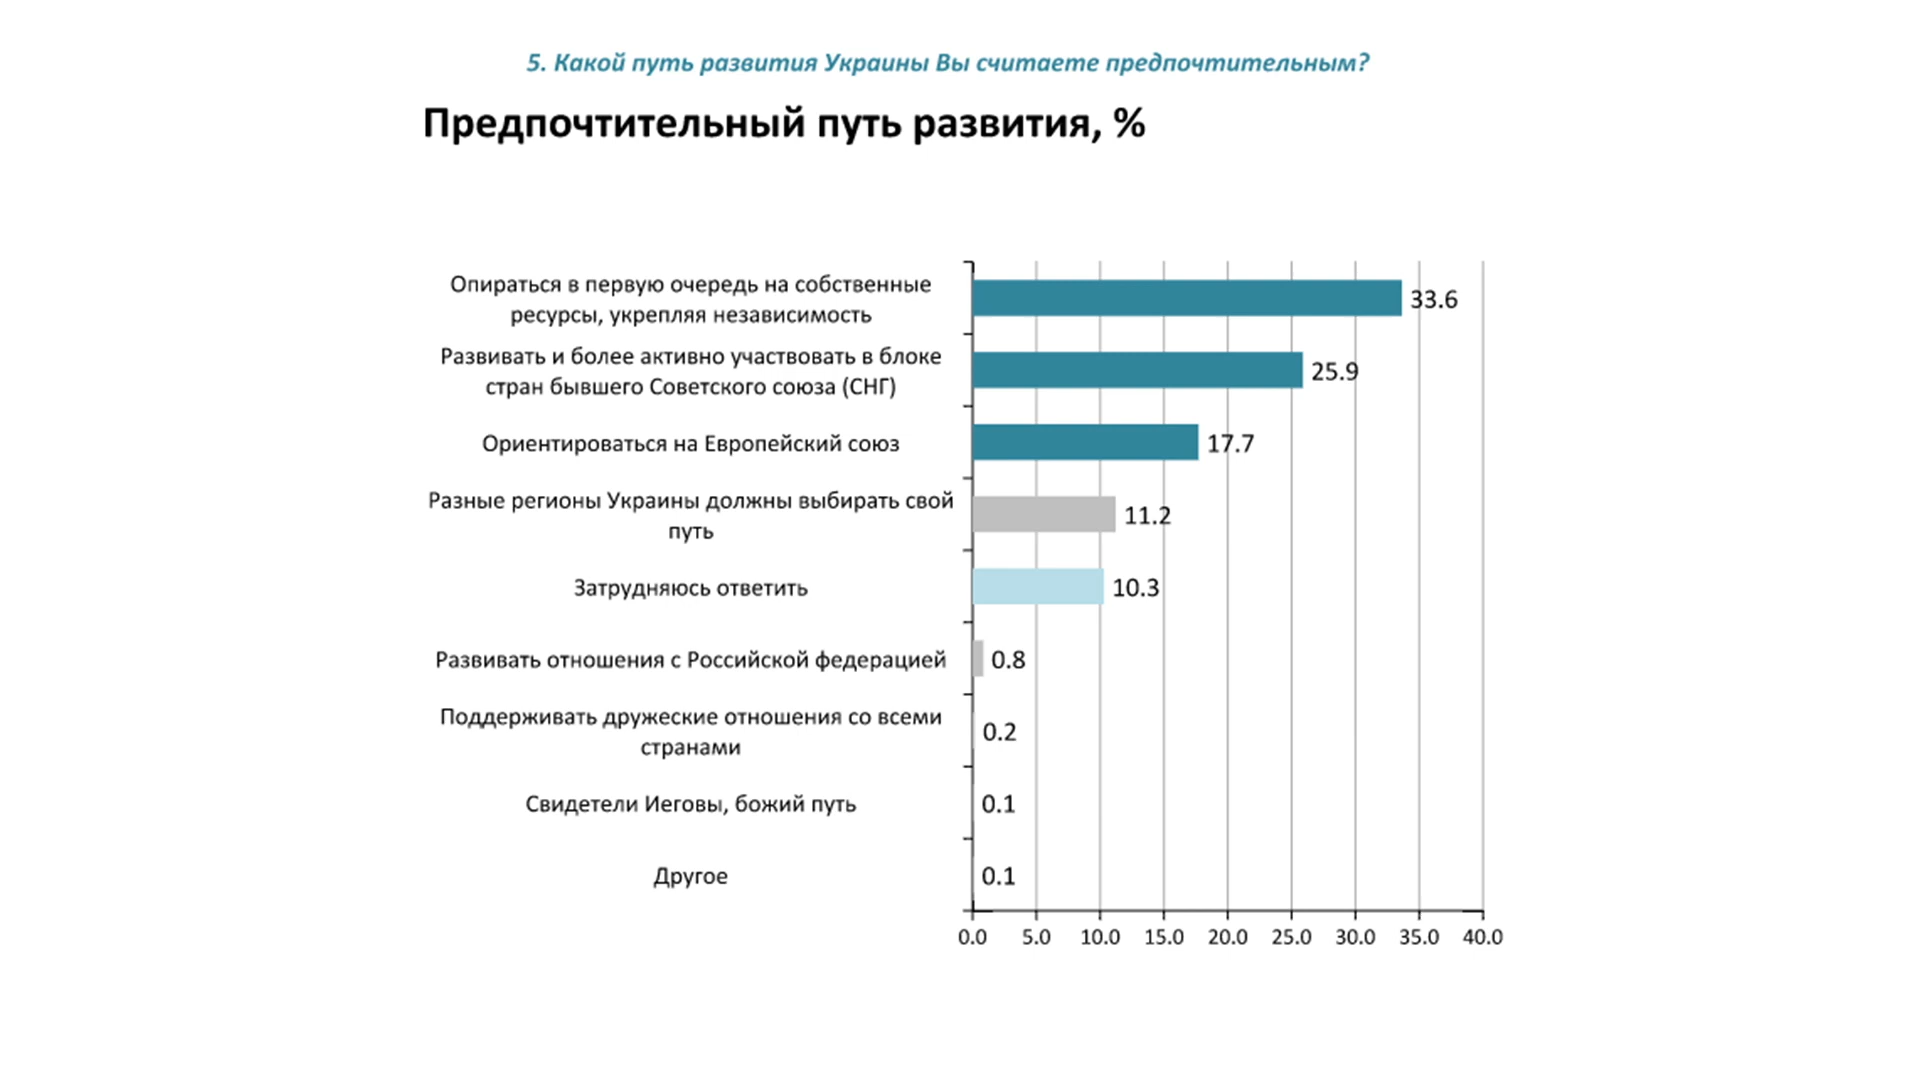 5. Какой путь развития Украины Вы считаете предпочтительным?
Предпочтительный путь развития, %
Опираться в первую очередь на собственные
ресурсы, укрепляя независимость
33.6
Развивать и более активно участвовать в блоке
стран бывшего Советского союза (СНГ)
25.9
Ориентироваться на Европейский союз
17.7
Разные регионы Украины должны выбирать свой
путь
11.2
Затрудняюсь ответить
10.3
Развивать отношения с Российской федерацией
0.8
Поддерживать дружеские отношения со всеми
странами
0.2
Свидетели Иеговы, божий путь
0.1
Другое
0.1
0.0 5.0 10.0 15.0 20.0 25.0 30.0 35.0 40.0